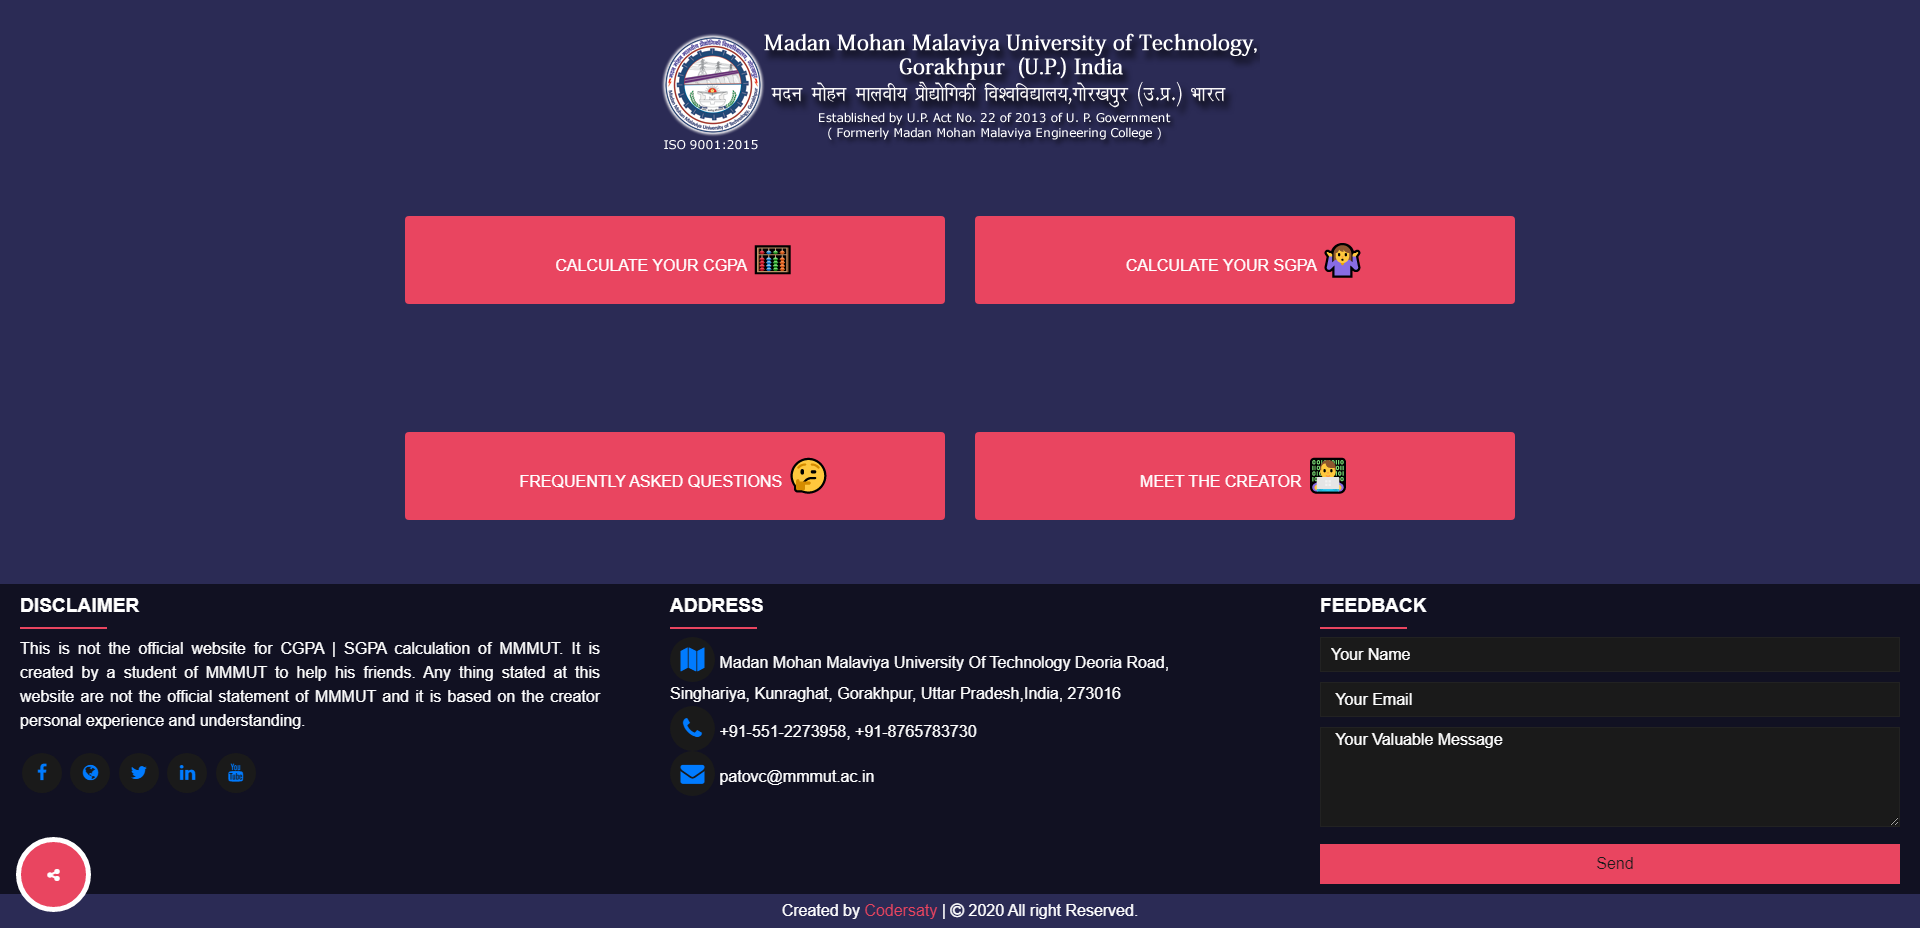 Madan Mohan Malaviya University of Technology,
Gorakhpur (U.P.) India
मदन मोहन मालवीय प्रौद्योगिकी विश्वविद्यालय,गोरखपुर (उ.प्र.) भारत
Established by U.P. Act No. 22 of 2013 of U. P. Government
( Formerly Madan Mohan Malaviya Engineering College )
ISO 9001:2015
CALCULATE YOUR CGPA
CALCULATE YOUR SGPA
FREQUENTLY ASKED QUESTIONS
MEET THE CREATOR
DISCLAIMER
This is not the official website for CGPA | SGPA calculation of MMMUT. It is
created by a student of MMMUT to help his friends. Any thing stated at this
website are not the official statement of MMMUT and it is based on the creator
personal experience and understanding.
ADDRESS
Madan Mohan Malaviya University Of Technology Deoria Road,
Singhariya, Kunraghat, Gorakhpur, Uttar Pradesh,India, 273016
+91-551-2273958, +91-8765783730
patovc@mmmut.ac.in
FEEDBACK
Your Name
Your Email
Your Valuable Message
Send
Created by Codersaty | © 2020 All right Reserved.